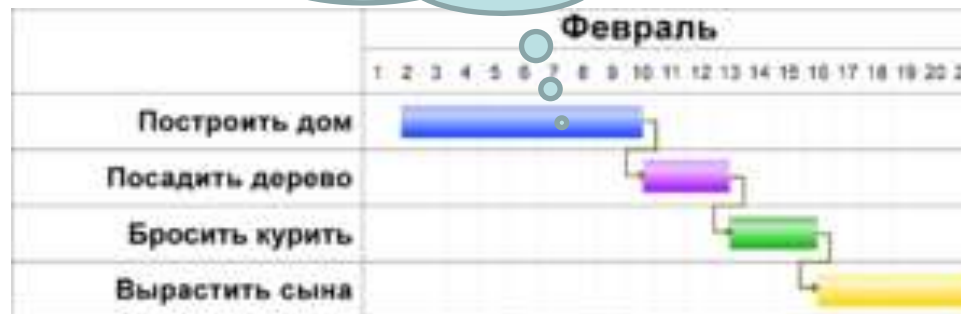 Февраль
1 2 3 4 5 6 7 8 9 10 11 12 13 14 15 16 17 18 19 20
Построить дом
Посадить дерево
Бросить курить
Вырастить сына